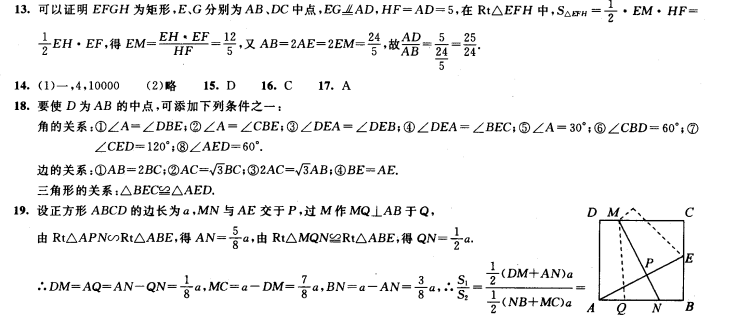 13. 可以证明 EFGH 为矩形,E、G 分别为 AB、DC 中点,EG⫽AD,HF=AD=5,在 Rt△EFH 中,S△EFH=1/2·EM·HF=
1/2EH·EF,得 EM=EH·EF/HF=12/5,又 AB=2AE=2EM=24/5,故AD/AB=5/(24/5)=25/24.
14. (1)一,4,10000 (2)略 15. D 16. C 17. A
18. 要使 D 为 AB 的中点,可添加下列条件之一:
角的关系:①∠A=∠DBE;②∠A=∠CBE;③∠DEA=∠DEB;④∠DEA=∠BEC;⑤∠A=30°;⑥∠CBD=60°;⑦
∠CED=120°;⑧∠AED=60°.
边的关系:①AB=2BC;②AC=√3BC;③2AC=√3AB;④BE=AE.
三角形的关系:△BEC≌△AED.
19. 设正方形 ABCD 的边长为 a,MN 与 AE 交于 P,过 M 作 MQ⊥AB 于 Q,
由 Rt△APN∽Rt△ABE,得 AN=5/8a,由 Rt△MQN≌Rt△ABE,得 QN=1/2a.
∴DM=AQ=AN-QN=1/8a,MC=a-DM=7/8a,BN=a-AN=3/8a,∴S₁/S₂=1/2(DM+AN)a/1/2(NB+MC)a=
D M C
P E
A Q N B